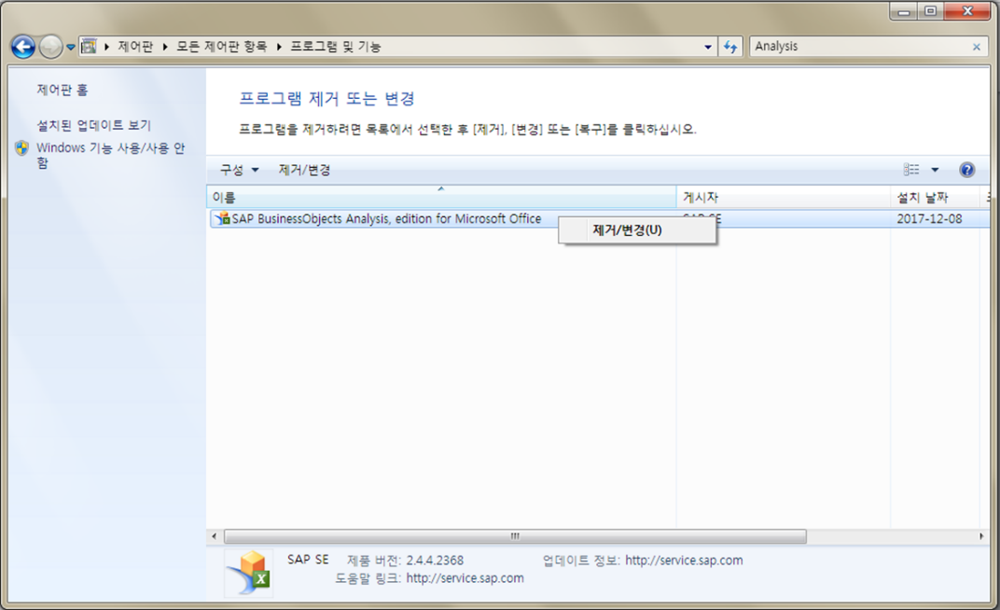 제어판 모든 제어판 항목 프로그램 및 기능 Analysis
제어판 홈
설치된 업데이트 보기
Windows 기능 사용/사용 안
함
프로그램 제거 또는 변경
프로그램을 제거하려면 목록에서 선택한 후 [제거], [변경] 또는 [복구]를 클릭하십시오.
구성 제거/변경
이름 게시자 설치 날짜
SAP BusinessObjects Analysis, edition for Microsoft Office SAP SE 2017-12-08
제거/변경(U)
SAP SE 제품 버전: 2.4.4.2368 업데이트 정보: http://service.sap.com
도움말 링크: http://service.sap.com